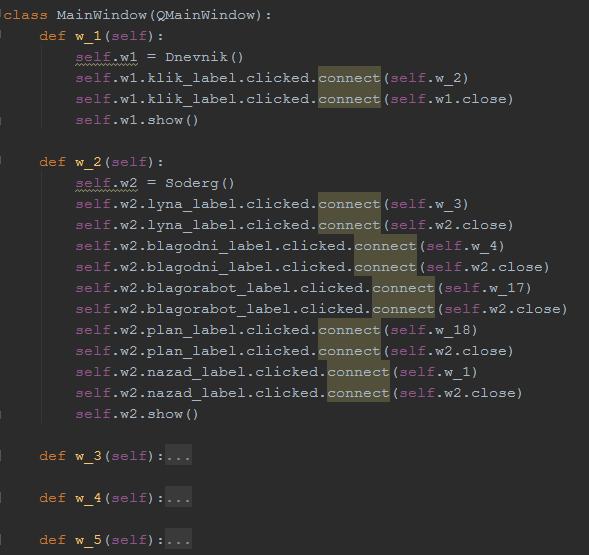 class MainWindow(QMainWindow):
    def w_1(self):
        self.w1 = Dnevnik()
        self.w1.klik_label.clicked.connect(self.w_2)
        self.w1.klik_label.clicked.connect(self.w1.close)
        self.w1.show()
    def w_2(self):
        self.w2 = Soderg()
        self.w2.lyna_label.clicked.connect(self.w_3)
        self.w2.lyna_label.clicked.connect(self.w2.close)
        self.w2.blagodni_label.clicked.connect(self.w_4)
        self.w2.blagodni_label.clicked.connect(self.w2.close)
        self.w2.blagorabot_label.clicked.connect(self.w_17)
        self.w2.blagorabot_label.clicked.connect(self.w2.close)
        self.w2.plan_label.clicked.connect(self.w_18)
        self.w2.plan_label.clicked.connect(self.w2.close)
        self.w2.nazad_label.clicked.connect(self.w_1)
        self.w2.nazad_label.clicked.connect(self.w2.close)
        self.w2.show()
    def w_3(self):...
    def w_4(self):...
    def w_5(self):...